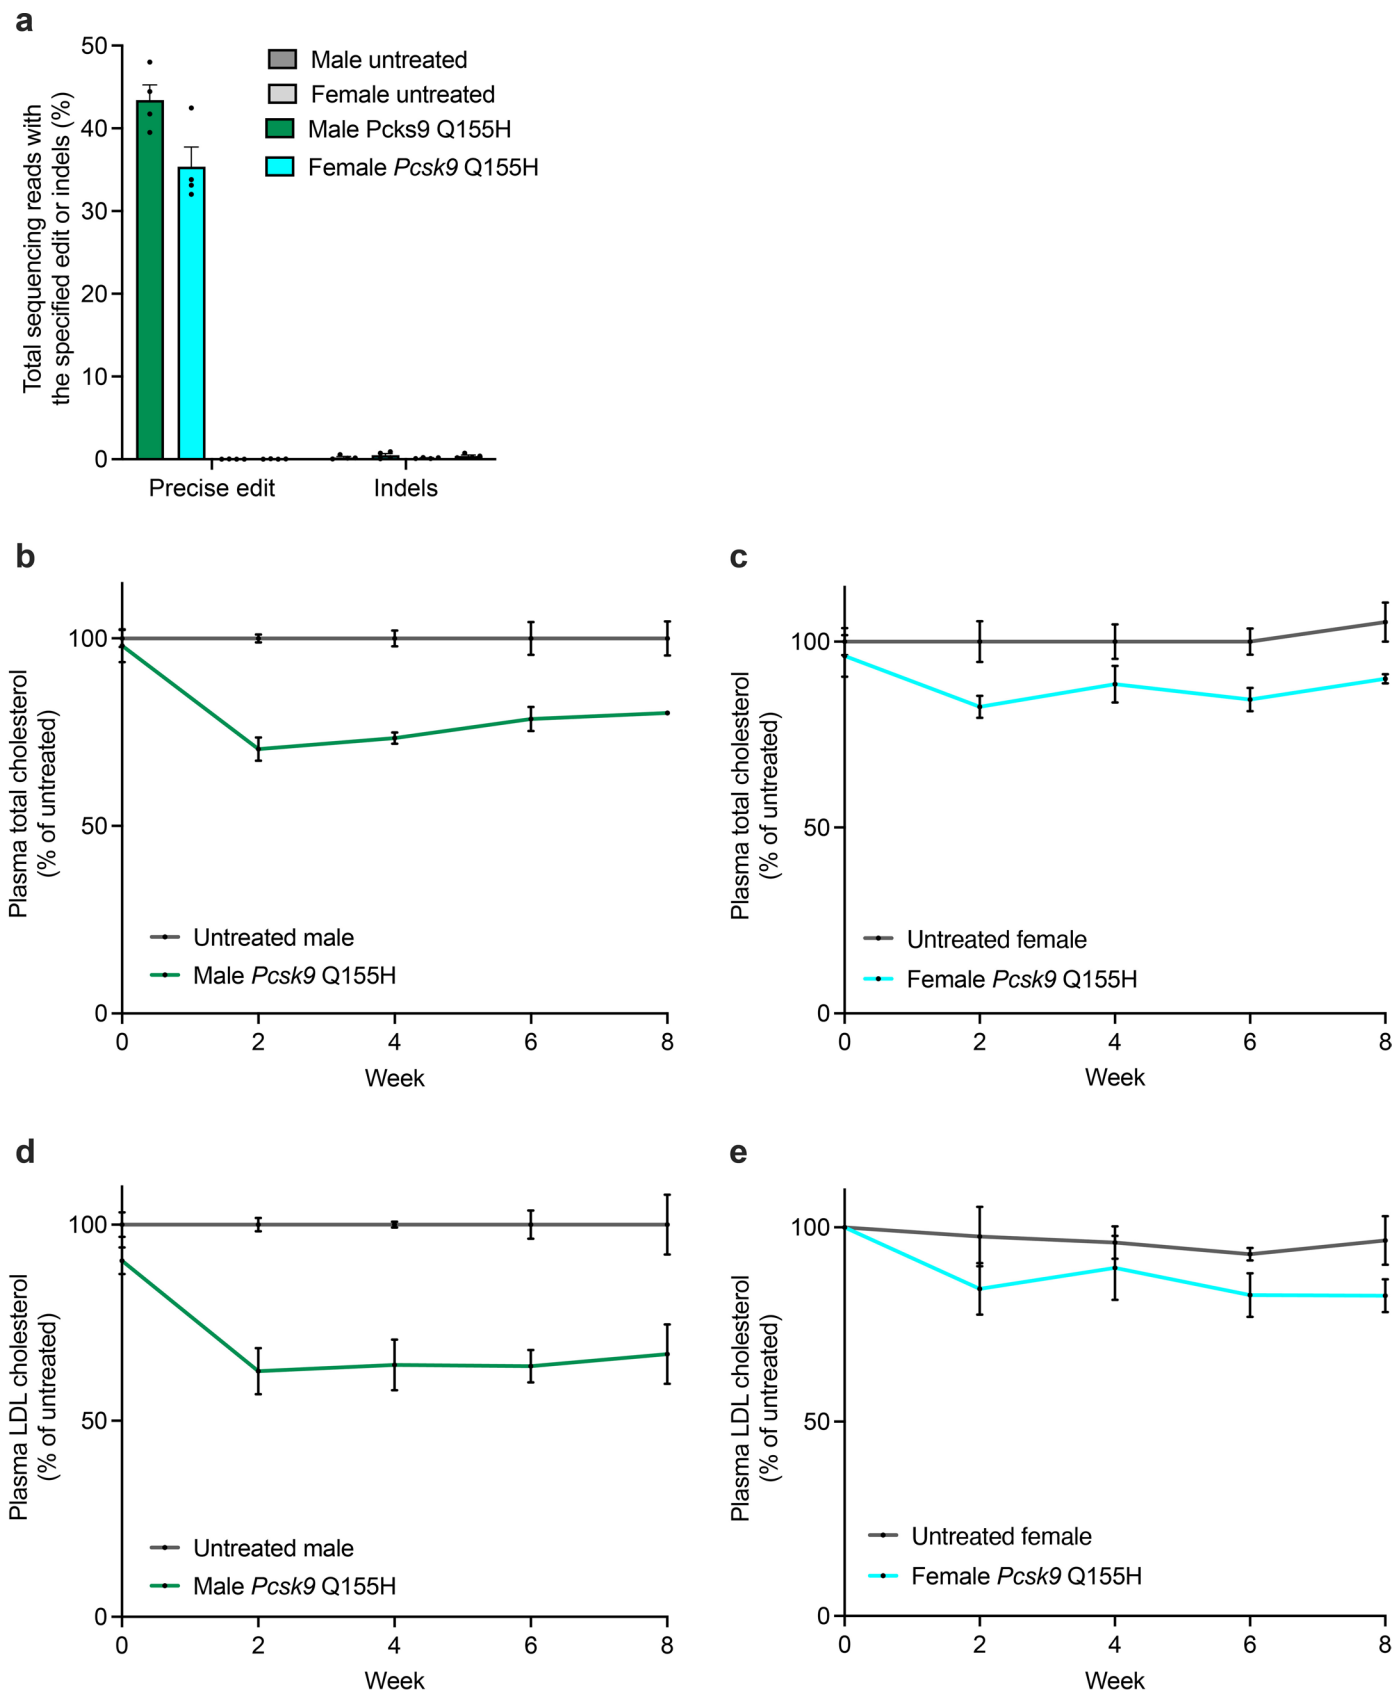 a
Total sequencing reads with
the specified edit or indels (%)
50
40
30
20
10
0
Male untreated
Female untreated
Male Pcks9 Q155H
Female Pcsk9 Q155H
Precise edit
Indels
b
Plasma total cholesterol
(% of untreated)
100
50
0
Untreated male
Male Pcsk9 Q155H
0 2 4 6 8
Week
c
Plasma total cholesterol
(% of untreated)
100
50
0
Untreated female
Female Pcsk9 Q155H
0 2 4 6 8
Week
d
Plasma LDL cholesterol
(% of untreated)
100
50
0
Untreated male
Male Pcsk9 Q155H
0 2 4 6 8
Week
e
Plasma LDL cholesterol
(% of untreated)
100
50
0
Untreated female
Female Pcsk9 Q155H
0 2 4 6 8
Week